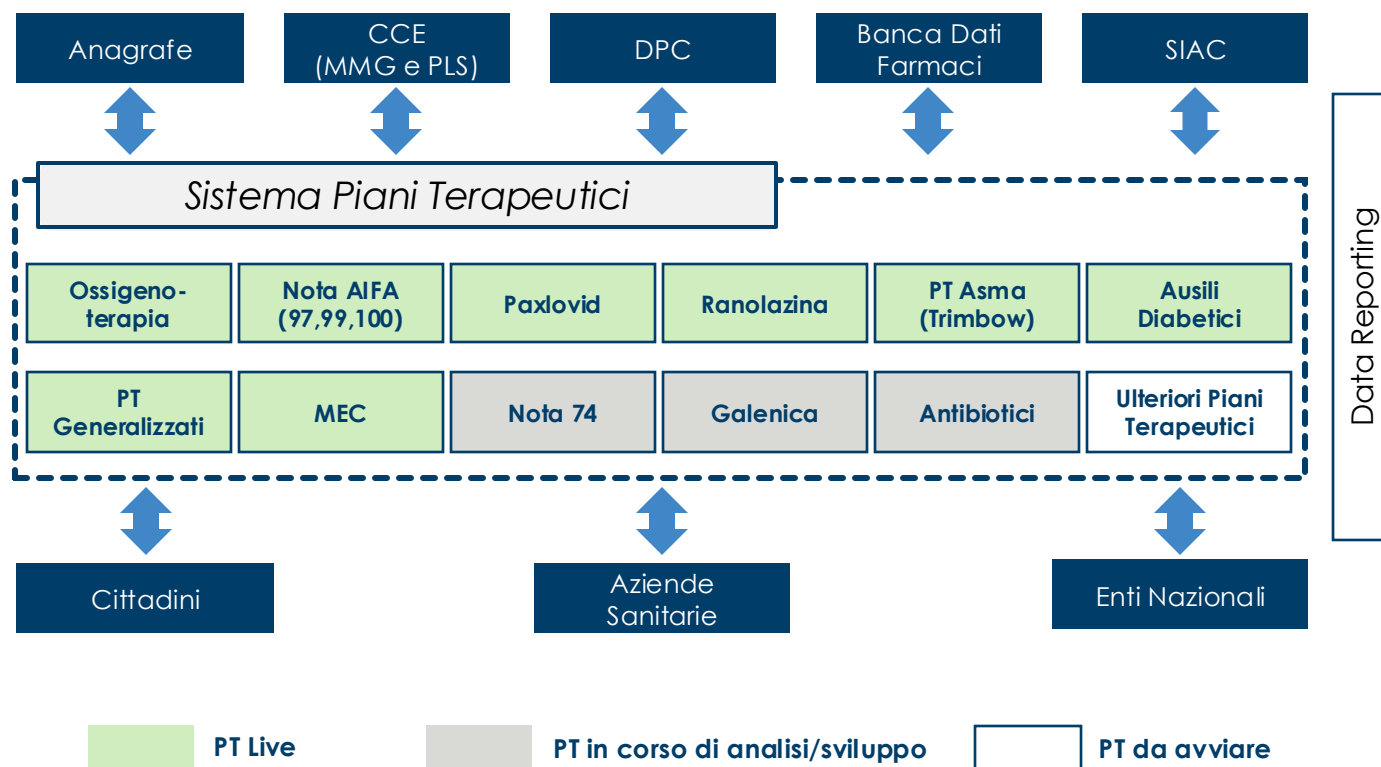 Anagrafe
CCE
(MMG e PLS)
DPC
Banca Dati
Farmaci
SIAC
Sistema Piani Terapeutici
Ossigeno-
terapia
Nota AIFA
(97,99,100)
Paxlovid
Ranolazina
PT Asma
(Trimbow)
Ausili
Diabetici
PT
Generalizzati
MEC
Nota 74
Galenica
Antibiotici
Ulteriori Piani
Terapeutici
Data Reporting
Cittadini
Aziende
Sanitarie
Enti Nazionali
PT Live
PT in corso di analisi/sviluppo
PT da avviare